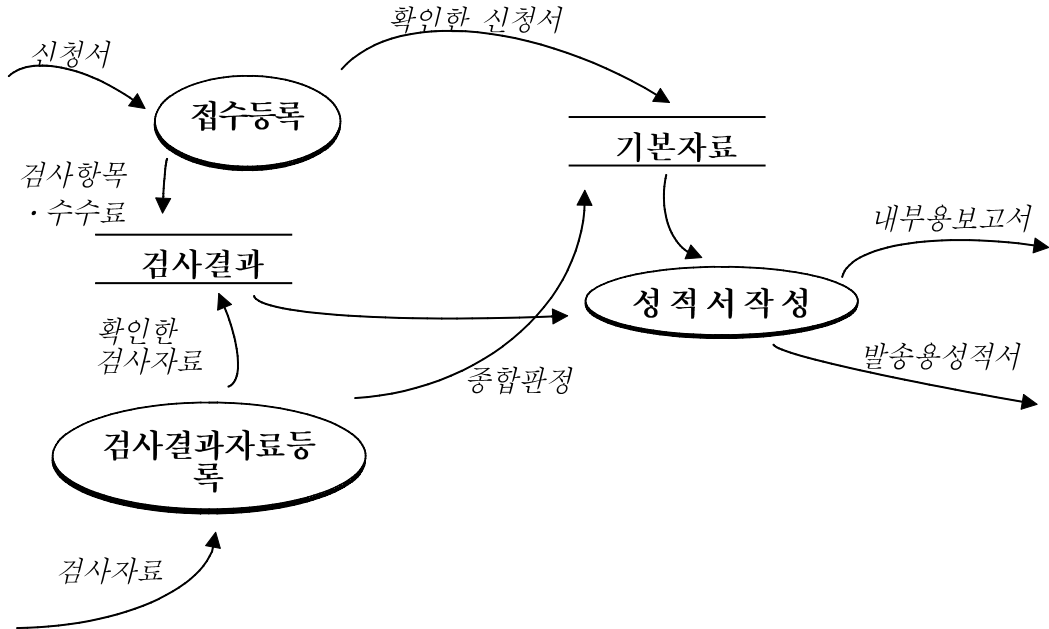 확인한 신청서
신청서
접수등록
기본자료
검사항목
· 수수료
내부용보고서
검사결과
성 적 서 작 성
확인한
검사자료
발송용성적서
종합판정
검사결과자료등
록
검사자료